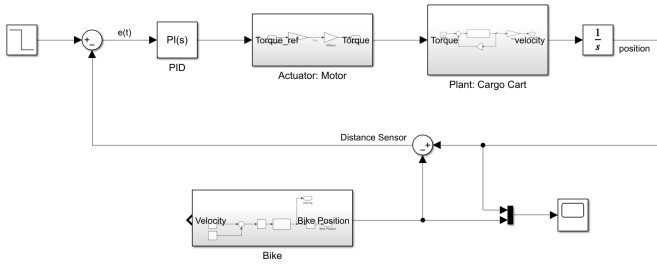 e(t)
+
−
PI(s)
PID
Torque_ref
Torque
Actuator: Motor
Torque
velocity
Plant: Cargo Cart
1
s
position
Distance Sensor
−
+
Velocity
Bike Position
Bike